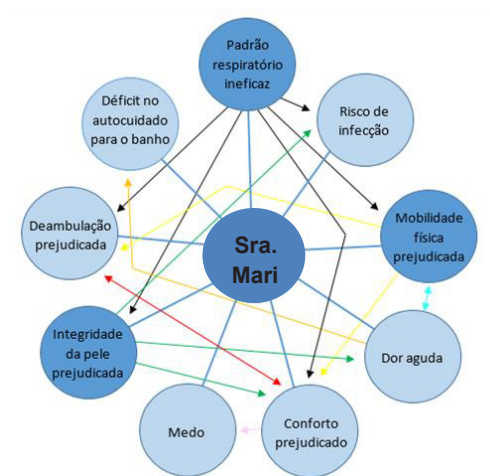 Padrão
respiratório
ineficaz
Déficit no
autocuidado
para o banho
Risco de
infecção
Deambulação
prejudicada
Sra.
Mari
Mobilidade
física
prejudicada
Integridade
da pele
prejudicada
Dor aguda
Medo
Conforto
prejudicado